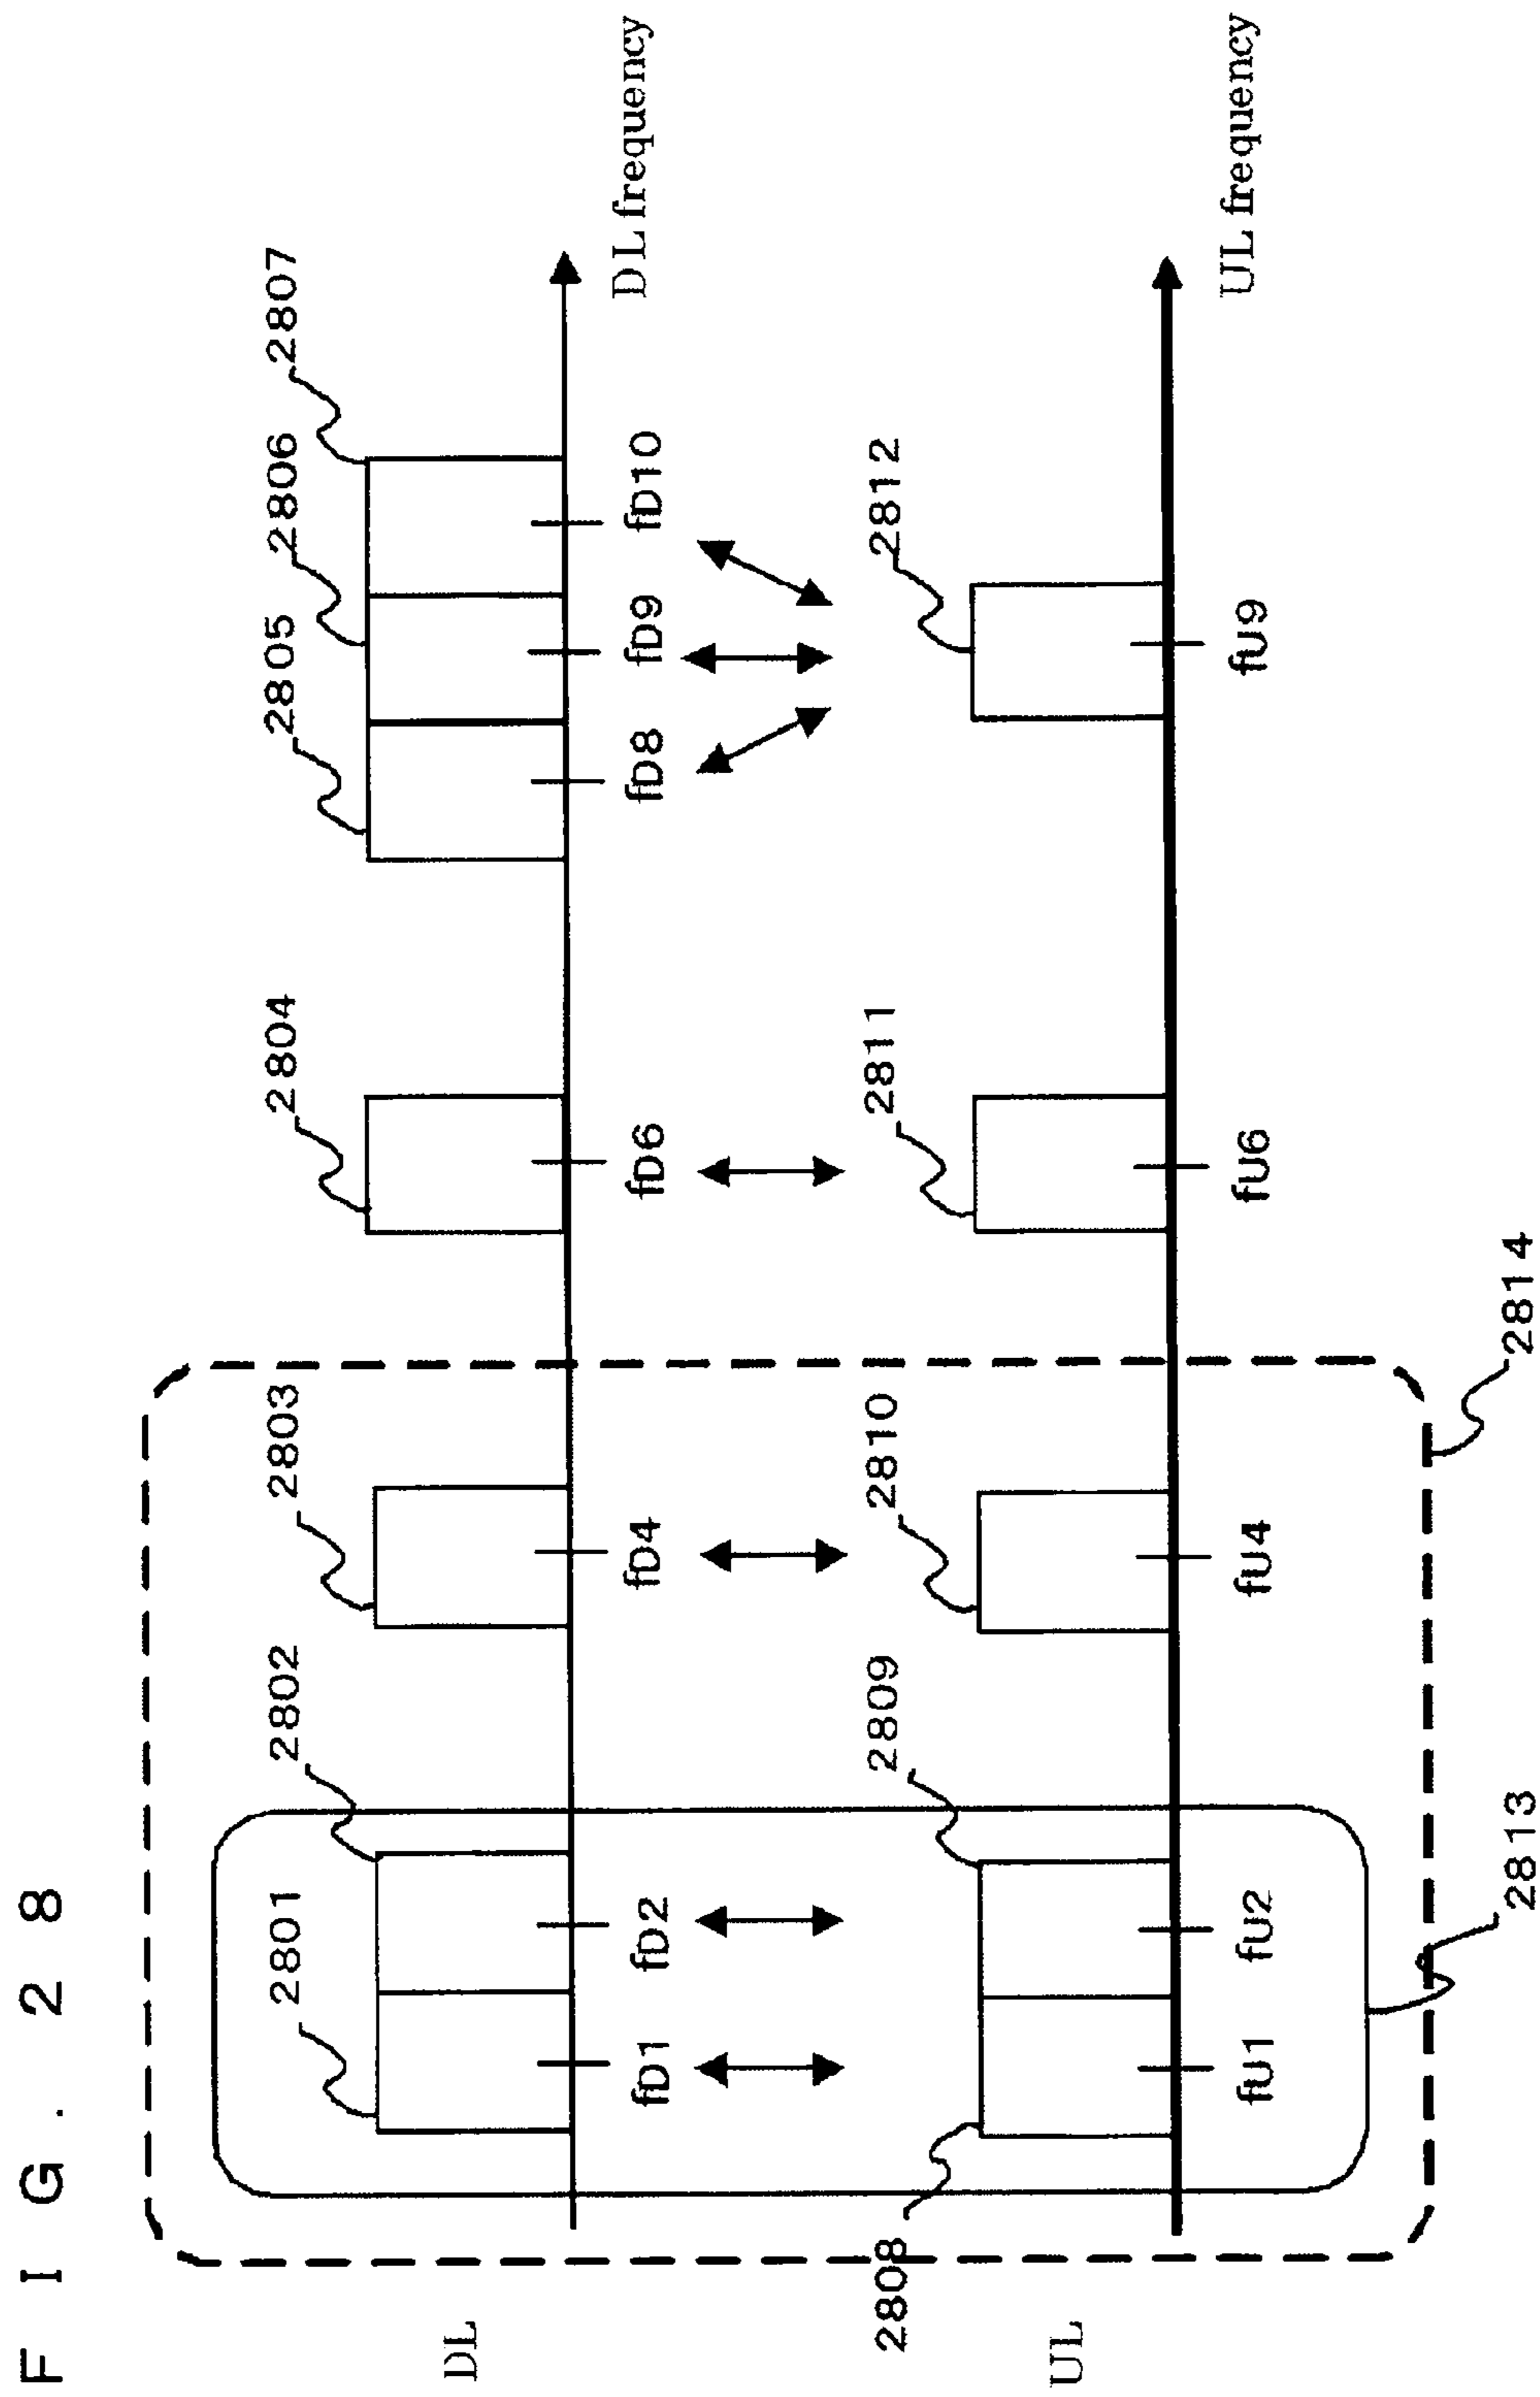 FIG. 28
DL
2801
2802
2803
2804
2805
2806
2807
fD1
fD2
fD4
fD6
fD8
fD9
fD10
DL frequency
UL
2808
2809
2810
2811
2812
fU1
fU2
fU4
fU6
fU9
UL frequency
2813
2814